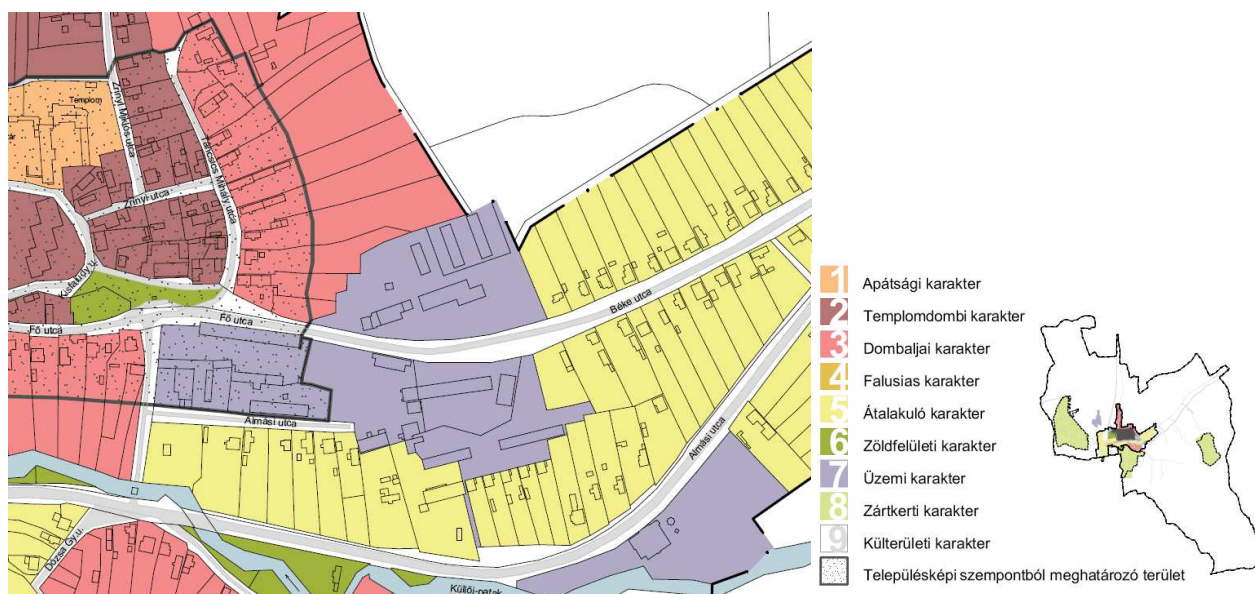 Templom
Zrínyi Miklós utca
Táncsics Mihály utca
Zrínyi utca
Kisfaludy u.
Fő utca
Fő utca
Béke utca
Almási utca
Almási utca
Dózsa Gy.u.
Küllői-patak
1 Apátsági karakter
2 Templomdombi karakter
3 Dombaljai karakter
4 Falusias karakter
5 Átalakuló karakter
6 Zöldfelületi karakter
7 Üzemi karakter
8 Zártkerti karakter
9 Külterületi karakter
Településképi szempontból meghatározó terület